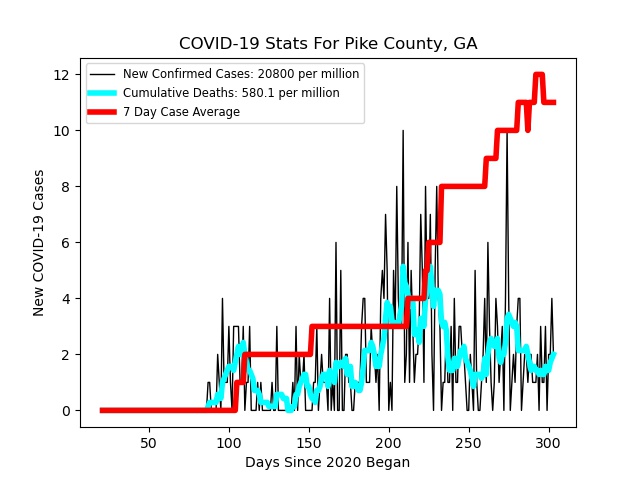 COVID-19 Stats For Pike County, GA
New Confirmed Cases: 20800 per million
Cumulative Deaths: 580.1 per million
7 Day Case Average
New COVID-19 Cases
12
10
8
6
4
2
0
50 100 150 200 250 300
Days Since 2020 Began